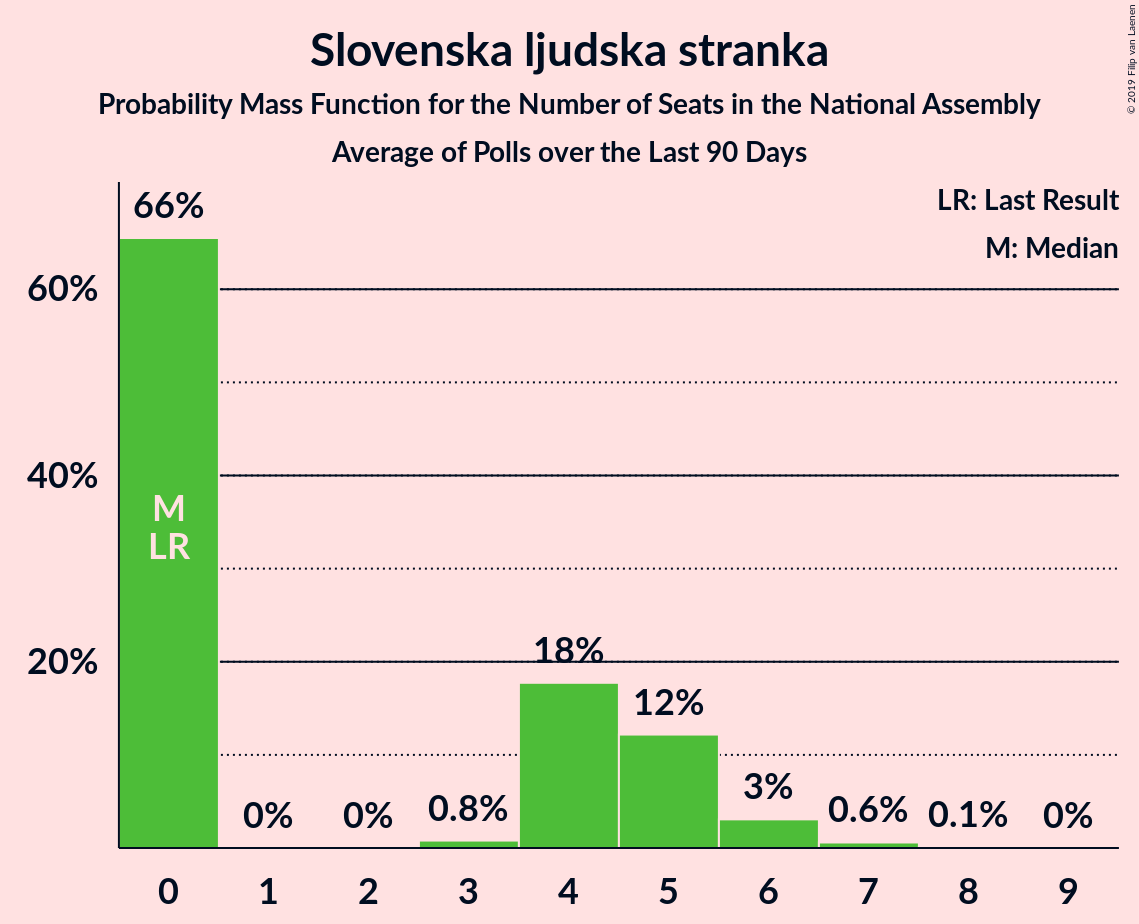 Slovenska ljudska stranka
Probability Mass Function for the Number of Seats in the National Assembly
Average of Polls over the Last 90 Days
© 2019 Filip van Laenen
LR: Last Result
M: Median
66%
60%
40%
20%
M
LR
0%
0%
0.8%
18%
12%
3%
0.6%
0.1%
0%
0 1 2 3 4 5 6 7 8 9